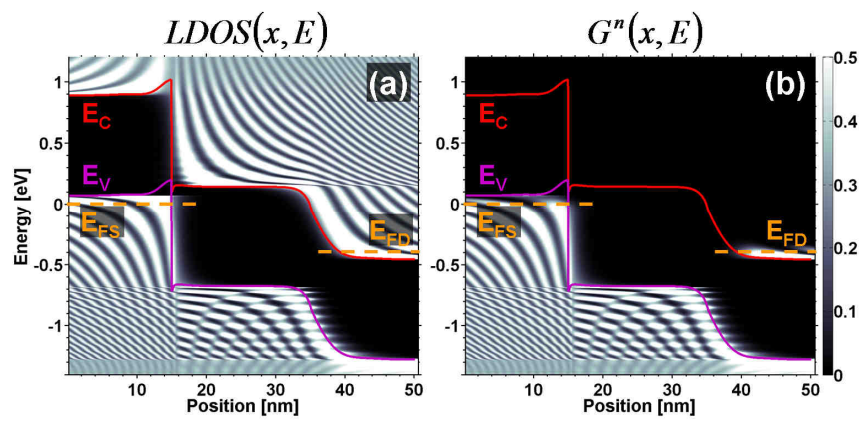 LDOS(x, E)
Gⁿ(x, E)
(a)
(b)
E_C
E_V
E_FS
E_FD
E_C
E_V
E_FS
E_FD
Energy [eV]
1
0.5
0
-0.5
-1
0.5
0.4
0.3
0.2
0.1
0
10
20
30
40
50
10
20
30
40
50
Position [nm]
Position [nm]